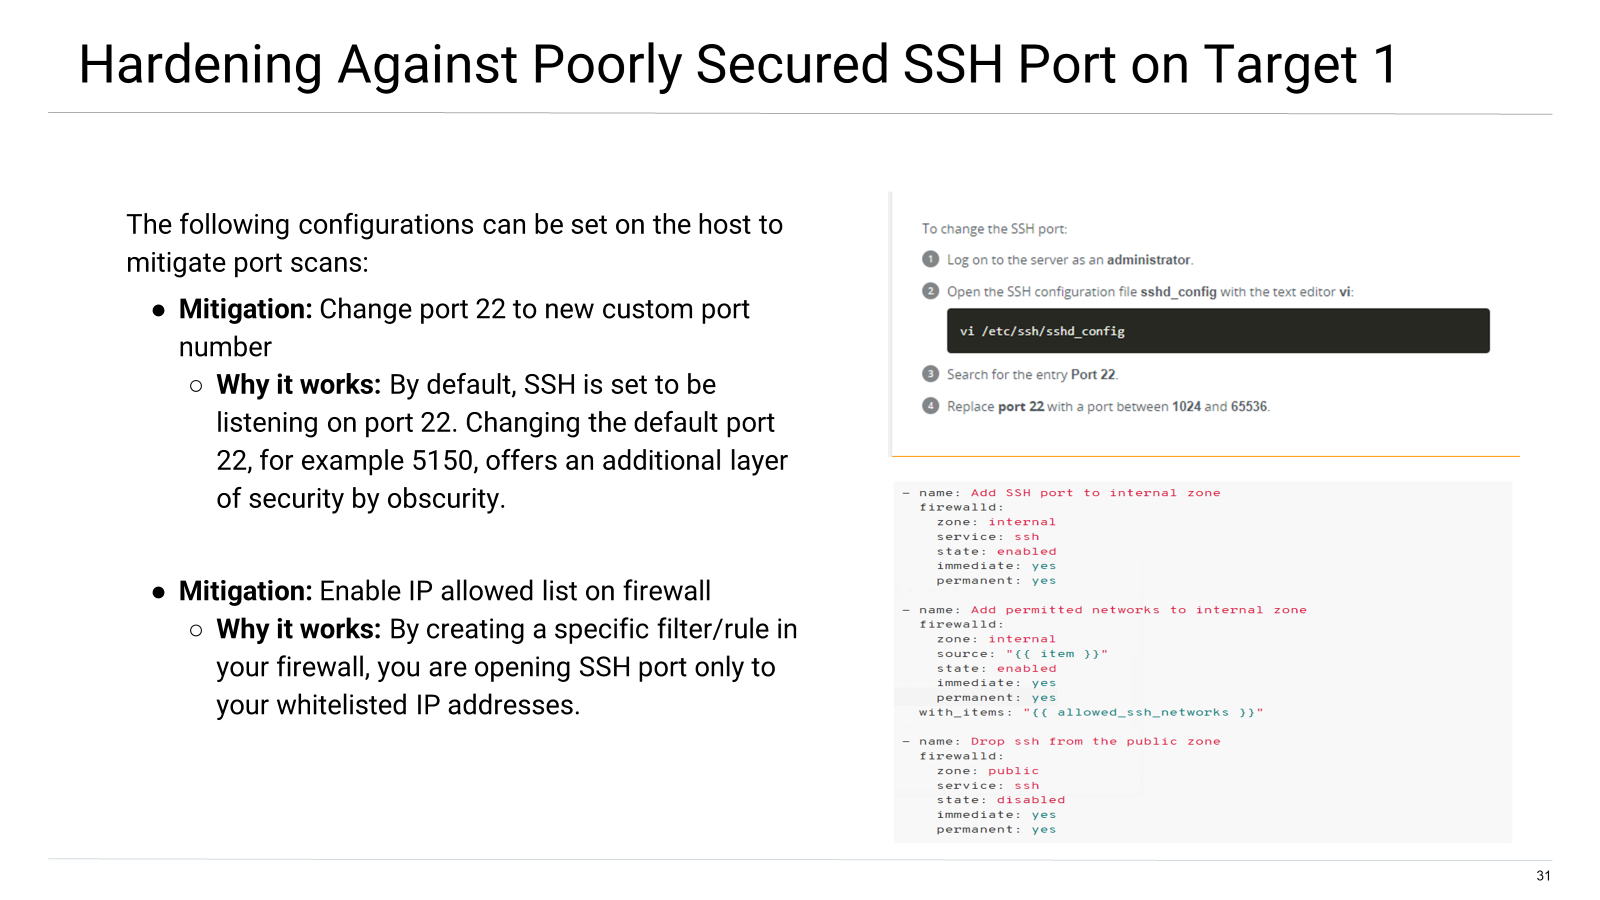 Hardening Against Poorly Secured SSH Port on Target 1
The following configurations can be set on the host to
mitigate port scans:
● Mitigation: Change port 22 to new custom port
number
○ Why it works: By default, SSH is set to be
listening on port 22. Changing the default port
22, for example 5150, offers an additional layer
of security by obscurity.
● Mitigation: Enable IP allowed list on firewall
○ Why it works: By creating a specific filter/rule in
your firewall, you are opening SSH port only to
your whitelisted IP addresses.
To change the SSH port:
1 Log on to the server as an administrator.
2 Open the SSH configuration file sshd_config with the text editor vi:
vi /etc/ssh/sshd_config
3 Search for the entry Port 22.
4 Replace port 22 with a port between 1024 and 65536.
- name: Add SSH port to internal zone
firewalld:
zone: internal
service: ssh
state: enabled
immediate: yes
permanent: yes
- name: Add permitted networks to internal zone
firewalld:
zone: internal
source: "{{ item }}"
state: enabled
immediate: yes
permanent: yes
with_items: "{{ allowed_ssh_networks }}"
- name: Drop ssh from the public zone
firewalld:
zone: public
service: ssh
state: disabled
immediate: yes
permanent: yes
31